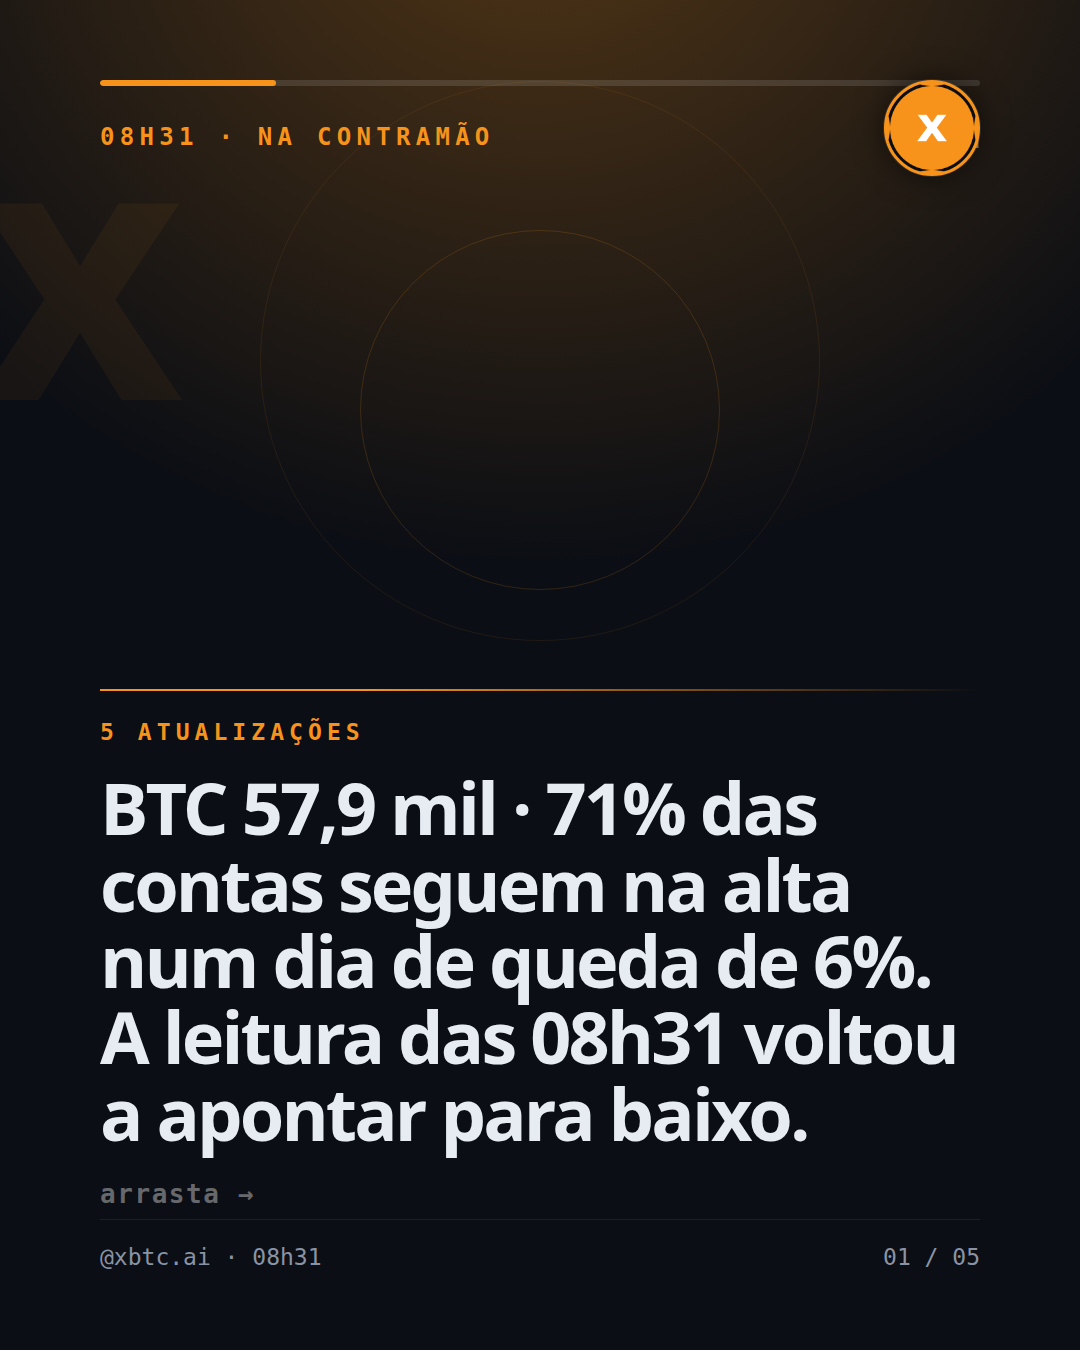 08H31 · NA CONTRAMÃO
X
X
5 ATUALIZAÇÕES
BTC 57,9 mil · 71% das
contas seguem na alta
num dia de queda de 6%.
A leitura das 08h31 voltou
a apontar para baixo.
arrasta →
@xbtc.ai · 08h31
01 / 05